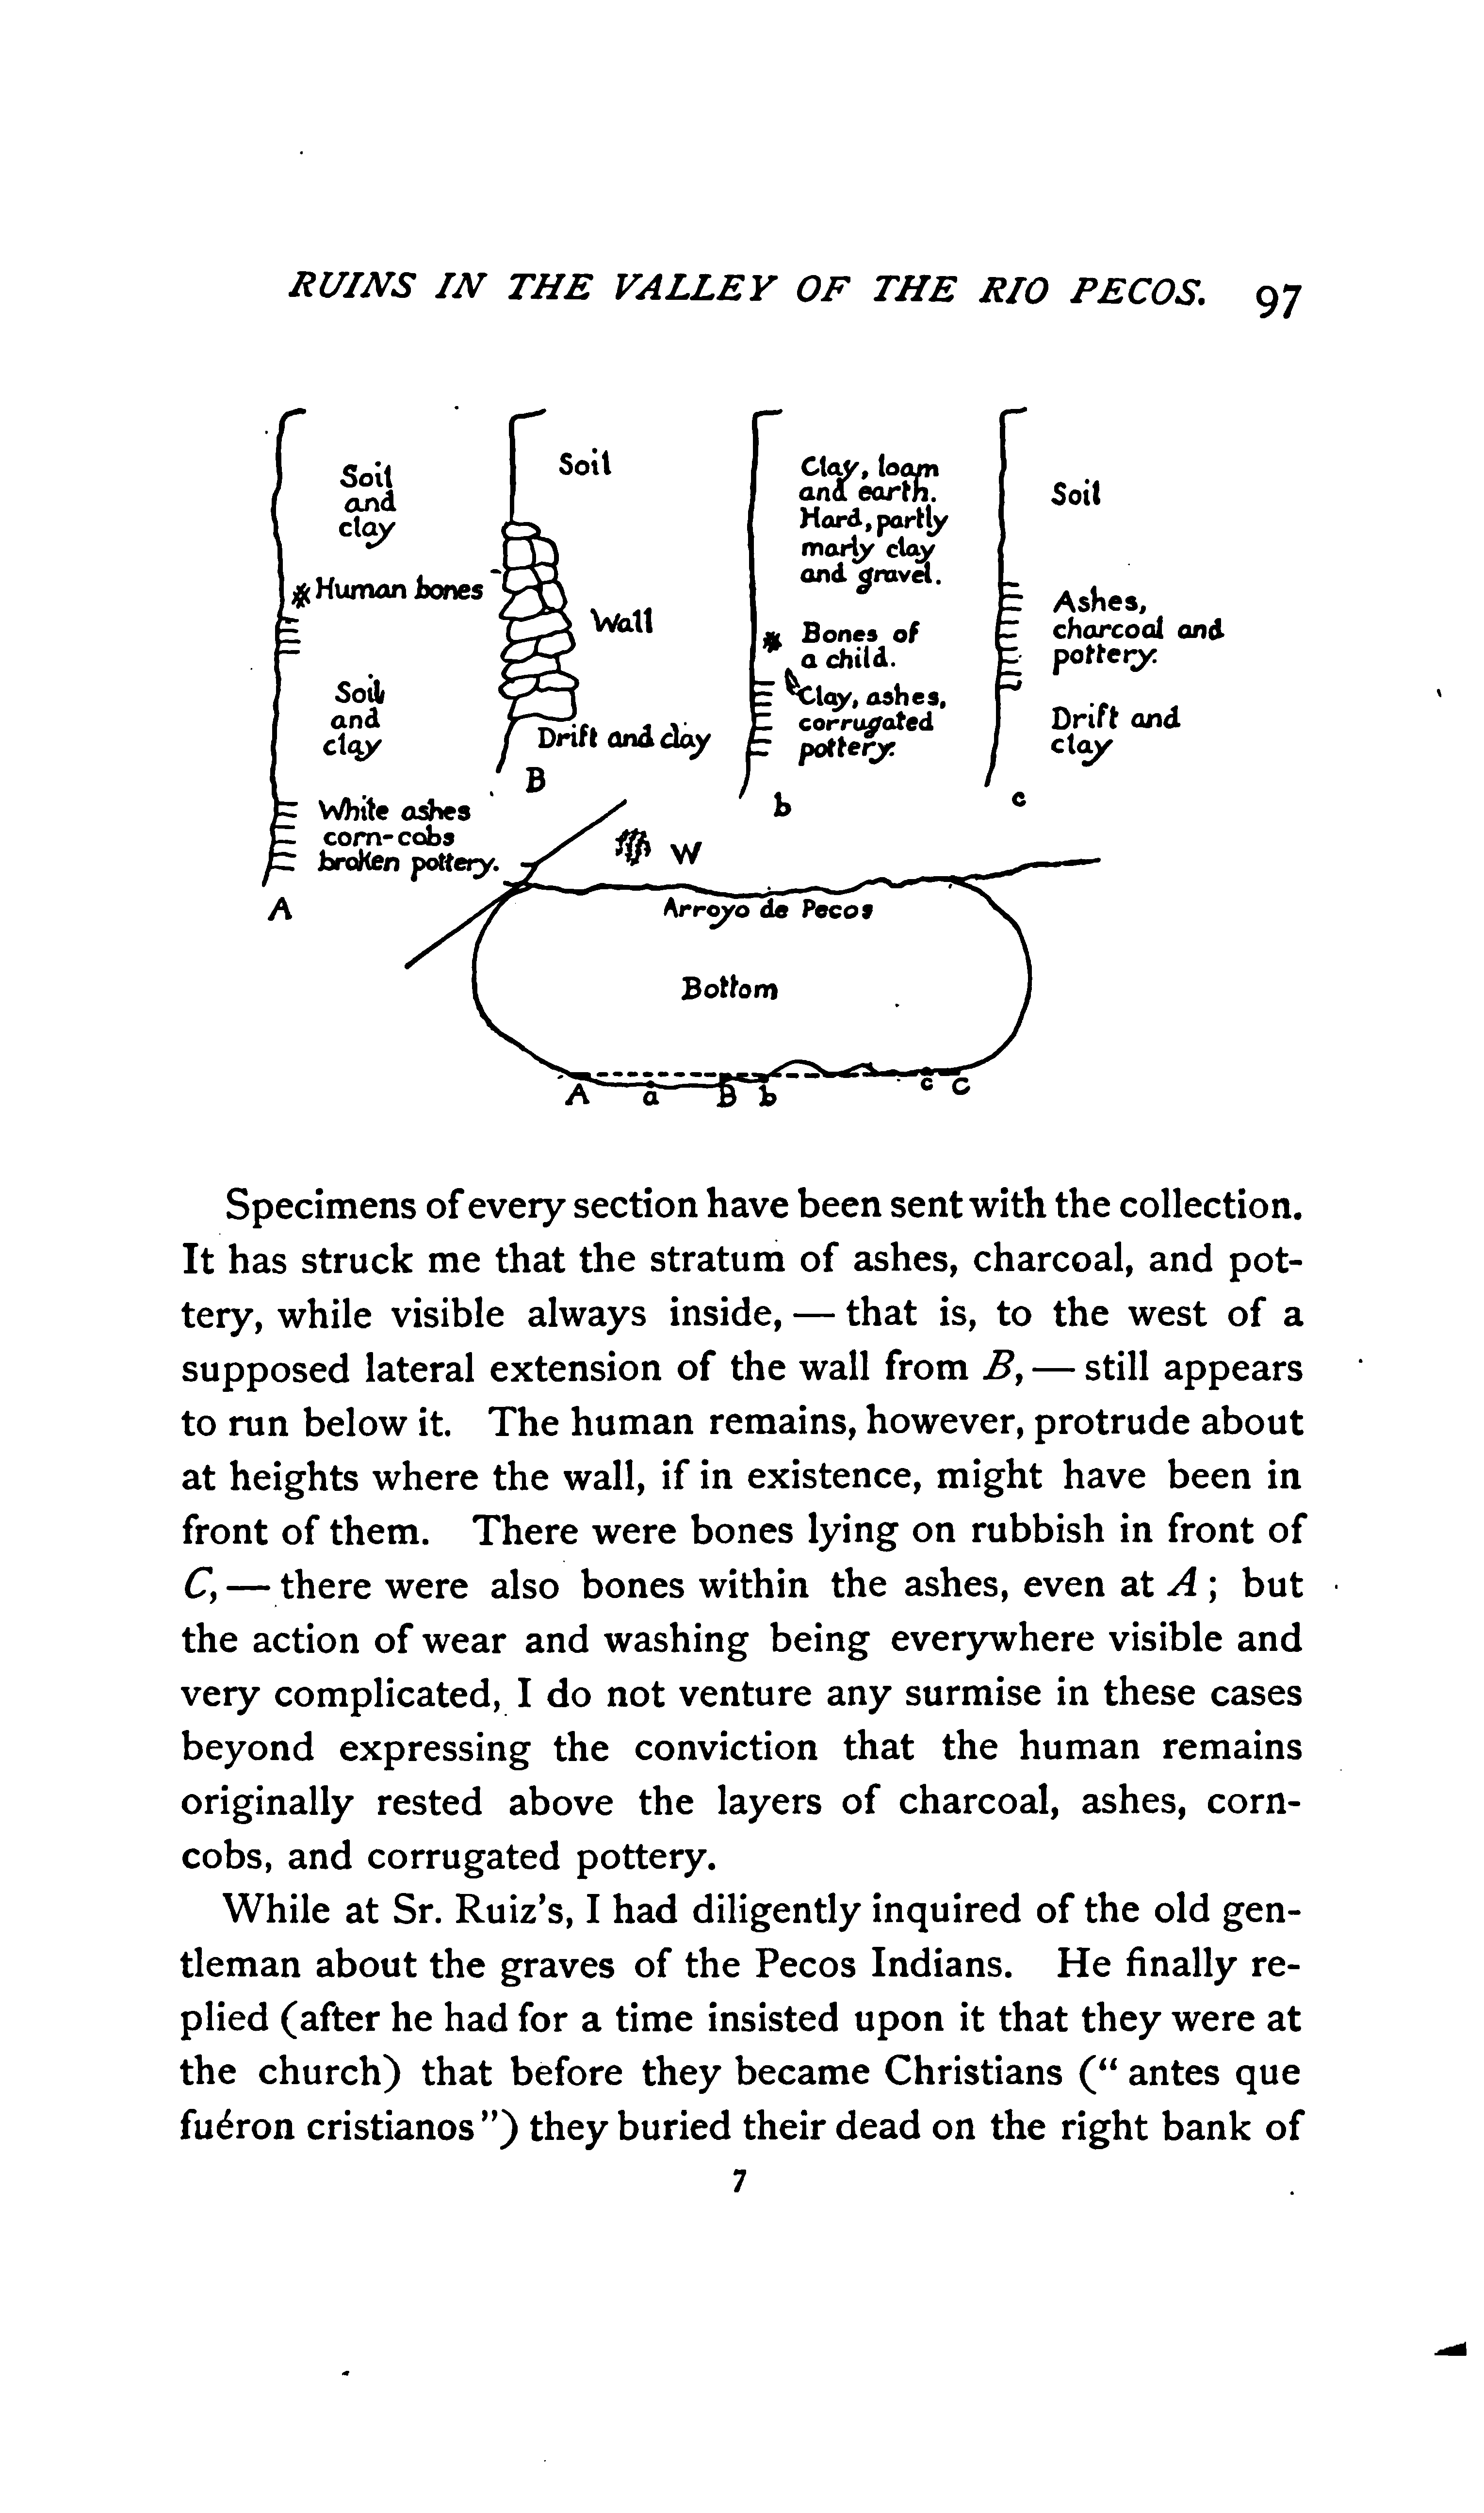 RUINS IN THE VALLEY OF THE RIO PECOS. 97
Soil
and
clay
Human bones
Soil
and
clay
White ashes
corn-cobs
broken pottery.
A
Soil
Wall
Drift and clay
B
Clay, loam
and earth.
Hard, partly
marly clay
and gravel.
Bones of
a child.
Clay, ashes,
corrugated
pottery.
b
Soil
Ashes,
charcoal and
pottery.
Drift and
clay
c
W
Arroyo de Pecos
Bottom
A a B b c C
Specimens of every section have been sent with the collection.
It has struck me that the stratum of ashes, charcoal, and pot-
tery, while visible always inside, — that is, to the west of a
supposed lateral extension of the wall from B, — still appears
to run below it. The human remains, however, protrude about
at heights where the wall, if in existence, might have been in
front of them. There were bones lying on rubbish in front of
C, — there were also bones within the ashes, even at A; but
the action of wear and washing being everywhere visible and
very complicated, I do not venture any surmise in these cases
beyond expressing the conviction that the human remains
originally rested above the layers of charcoal, ashes, corn-
cobs, and corrugated pottery.
While at Sr. Ruiz's, I had diligently inquired of the old gen-
tleman about the graves of the Pecos Indians. He finally re-
plied (after he had for a time insisted upon it that they were at
the church) that before they became Christians (“ antes que
fuéron cristianos ”) they buried their dead on the right bank of
7